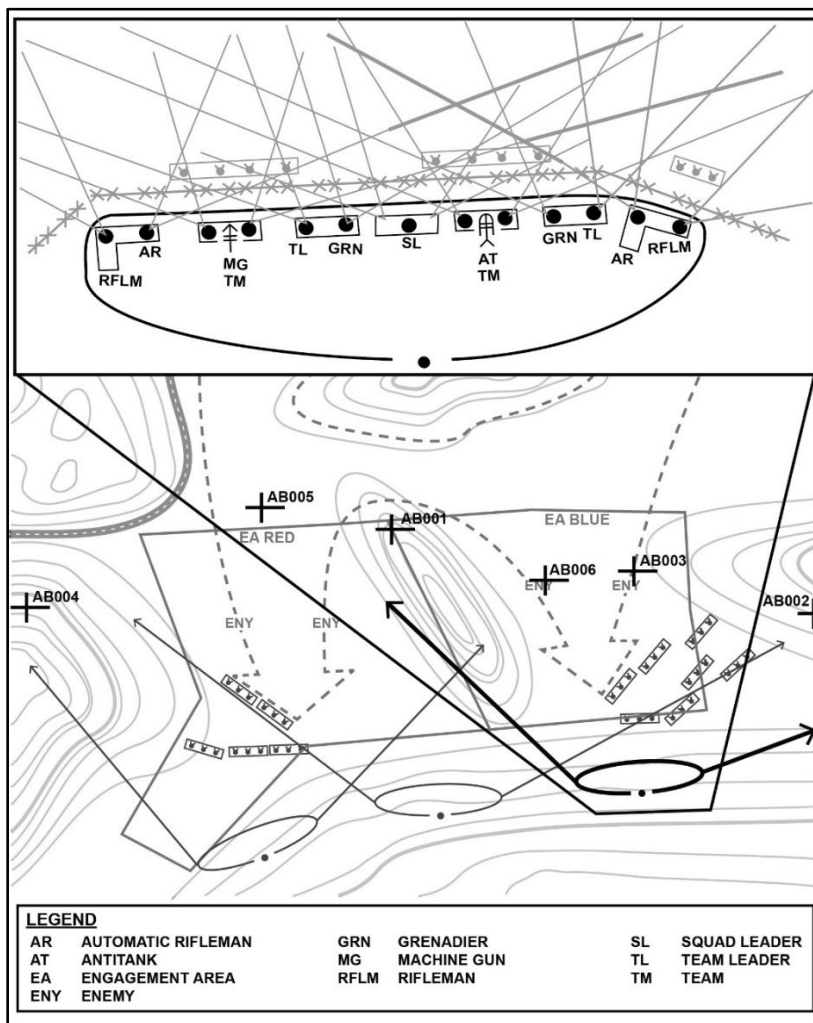 AR
TL
GRN
SL
GRN
TL
RFLM
MG
TM
AT
TM
AR
RFLM
AB005
AB001
EA RED
EA BLUE
AB006
AB003
ENY
ENY
AB004
AB002
ENY
ENY
LEGEND
AR AUTOMATIC RIFLEMAN GRN GRENADIER SL SQUAD LEADER
AT ANTITANK MG MACHINE GUN TL TEAM LEADER
EA ENGAGEMENT AREA RFLM RIFLEMAN TM TEAM
ENY ENEMY